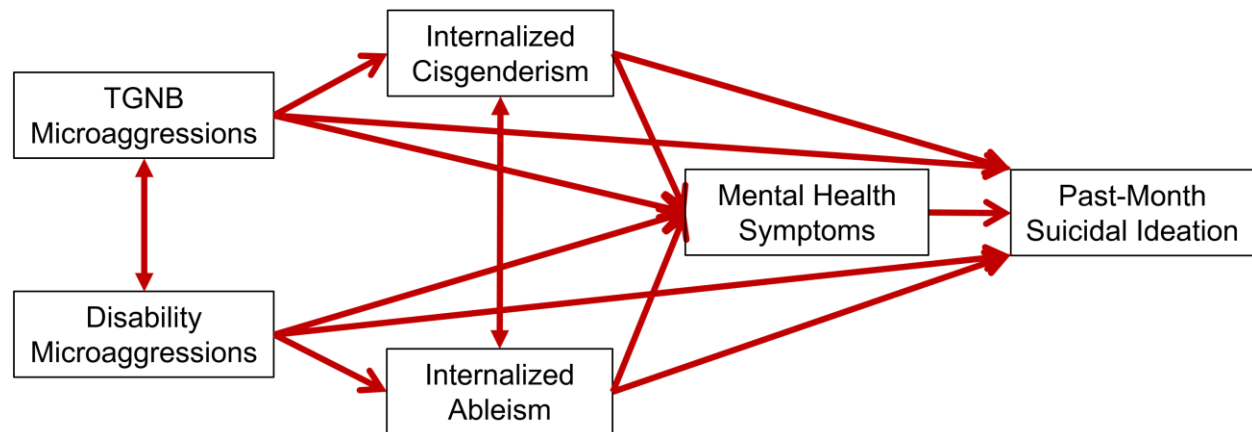 TGNB
Microaggressions
Disability
Microaggressions
Internalized
Cisgenderism
Internalized
Ableism
Mental Health
Symptoms
Past-Month
Suicidal Ideation